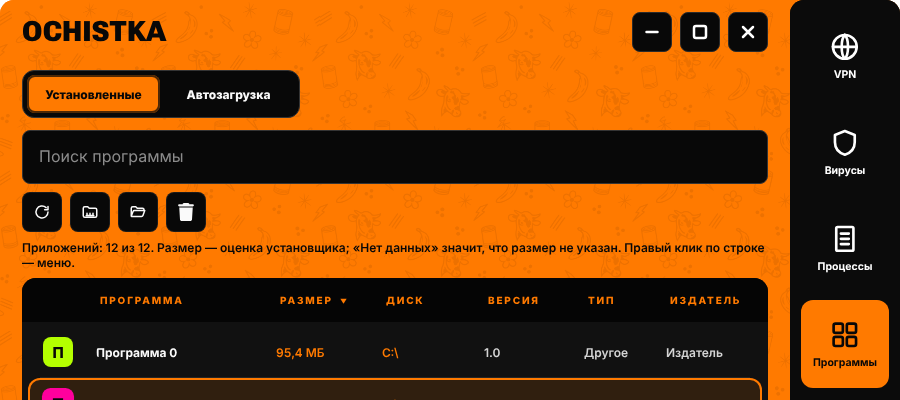 OCHISTKA
VPN
Установленные
Автозагрузка
Поиск программы
Вирусы
Приложений: 12 из 12. Размер — оценка установщика; «Нет данных» значит, что размер не указан. Правый клик по строке
— меню.
Процессы
ПРОГРАММА РАЗМЕР ▼ ДИСК ВЕРСИЯ ТИП ИЗДАТЕЛЬ
П Программа 0 95,4 МБ C:\ 1.0 Другое Издатель
Программы